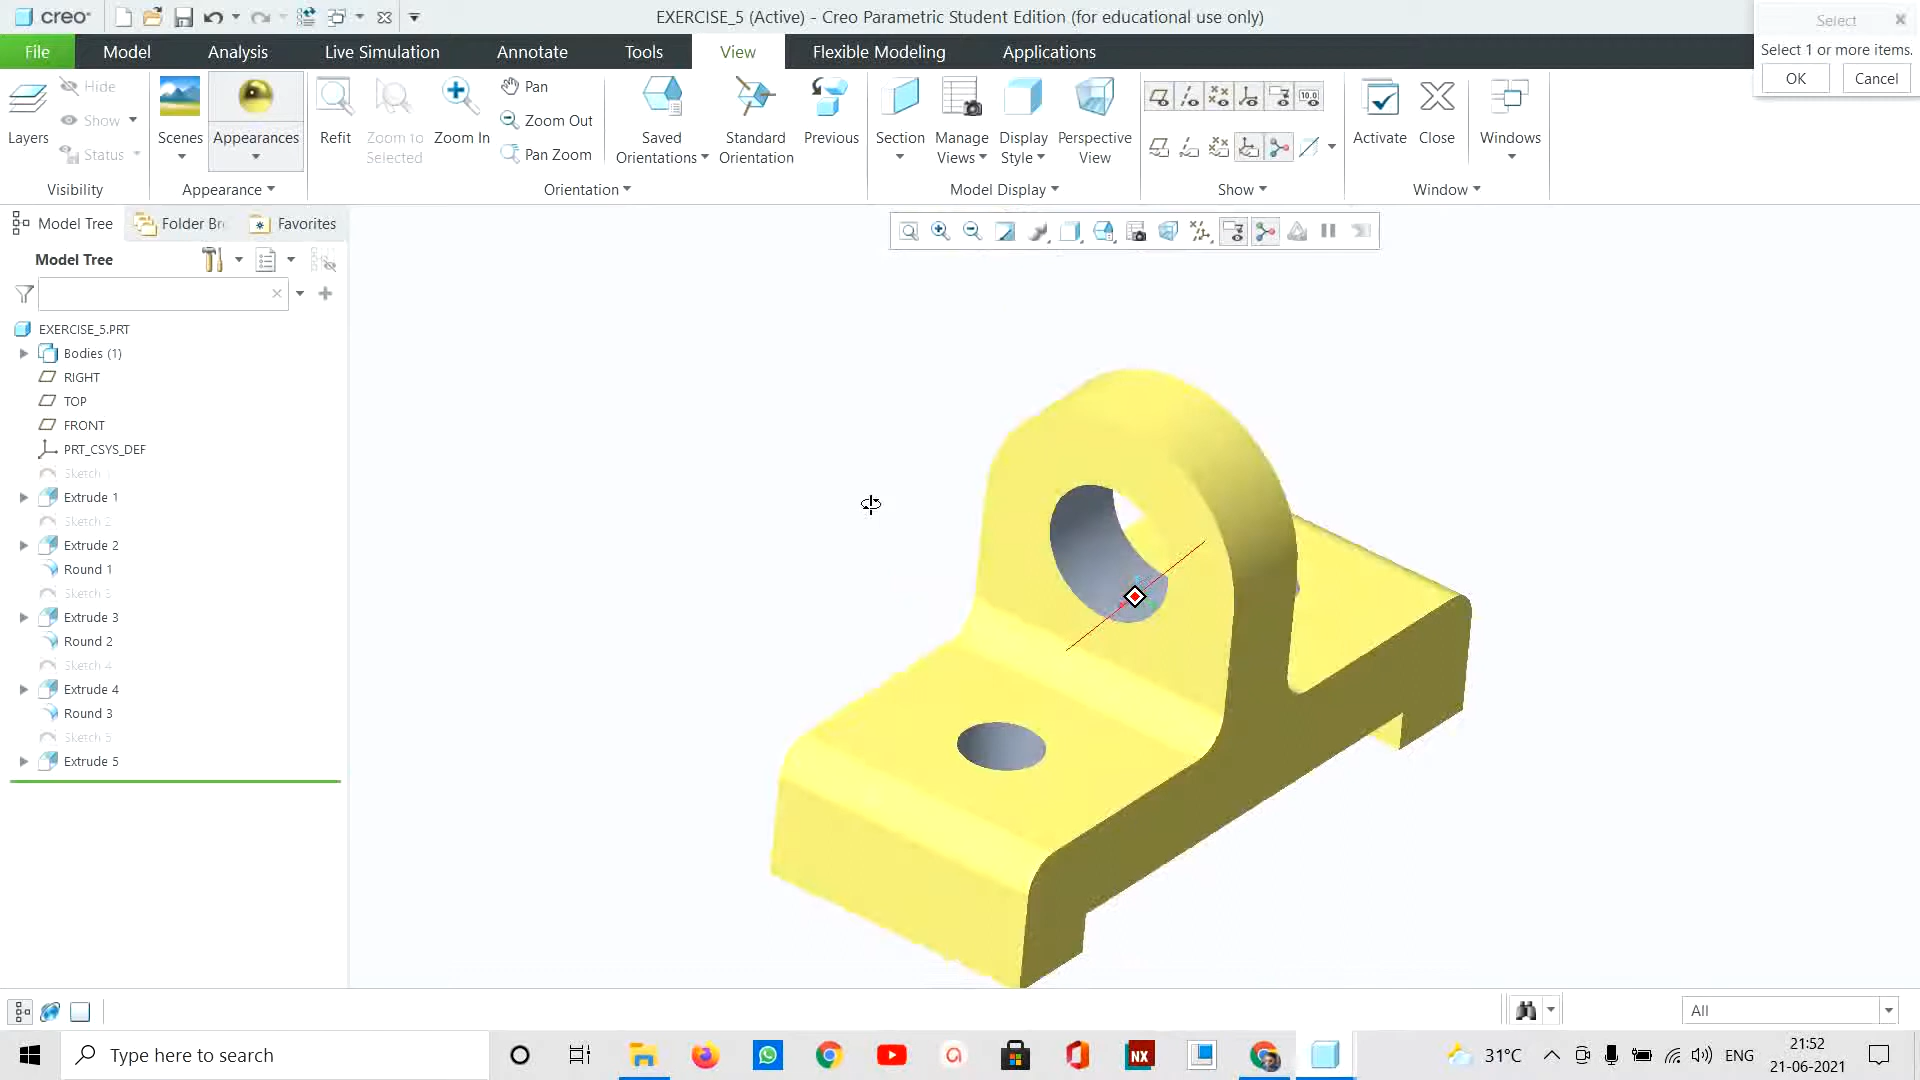 creo
EXERCISE_5 (Active) - Creo Parametric Student Edition (for educational use only)
Select
File
Model
Analysis
Live Simulation
Annotate
Tools
View
Flexible Modeling
Applications
Select 1 or more items.
OK
Cancel
Layers
Hide
Show
Status
Visibility
Scenes
Appearances
Appearance
Refit
Zoom to
Selected
Zoom In
Pan
Zoom Out
Pan Zoom
Saved
Orientations
Standard
Orientation
Previous
Orientation
Section
Manage
Views
Display
Style
Perspective
View
Model Display
10.0
Show
Activate
Close
Windows
Window
Model Tree
Folder Br
Favorites
Model Tree
EXERCISE_5.PRT
Bodies (1)
RIGHT
TOP
FRONT
PRT_CSYS_DEF
Sketch 1
Extrude 1
Sketch 2
Extrude 2
Round 1
Sketch 3
Extrude 3
Round 2
Sketch 4
Extrude 4
Round 3
Sketch 5
Extrude 5
All
Type here to search
NX
31°C
ENG
21:52
21-06-2021